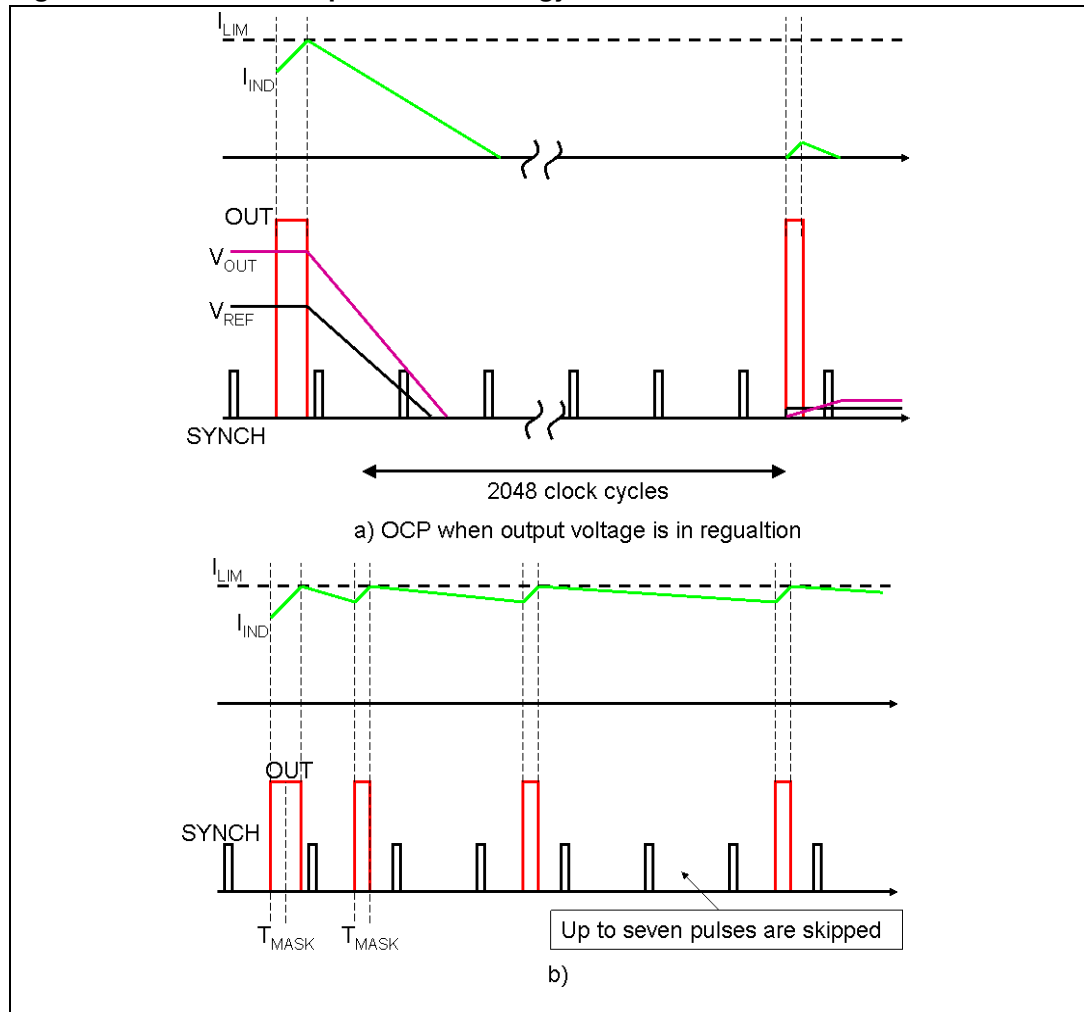 I_LIM
I_IND
OUT
V_OUT
V_REF
SYNCH
2048 clock cycles
a) OCP when output voltage is in regualtion
I_LIM
I_IND
OUT
SYNCH
T_MASK T_MASK
Up to seven pulses are skipped
b)